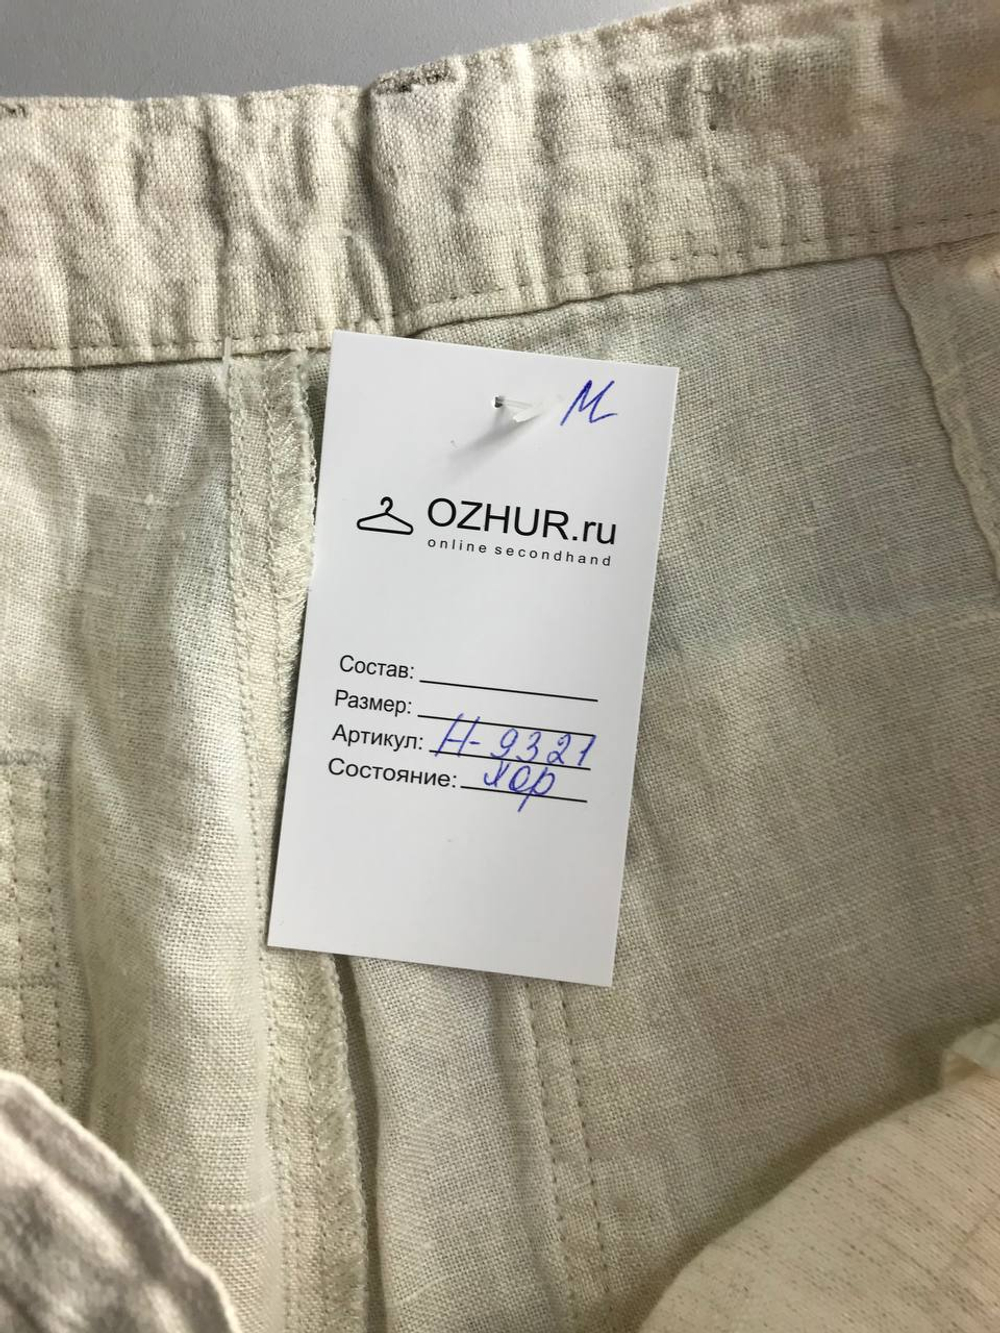 М
OZHUR.ru
online secondhand
Состав:
Размер:
Артикул: Н-9321
Состояние: хор